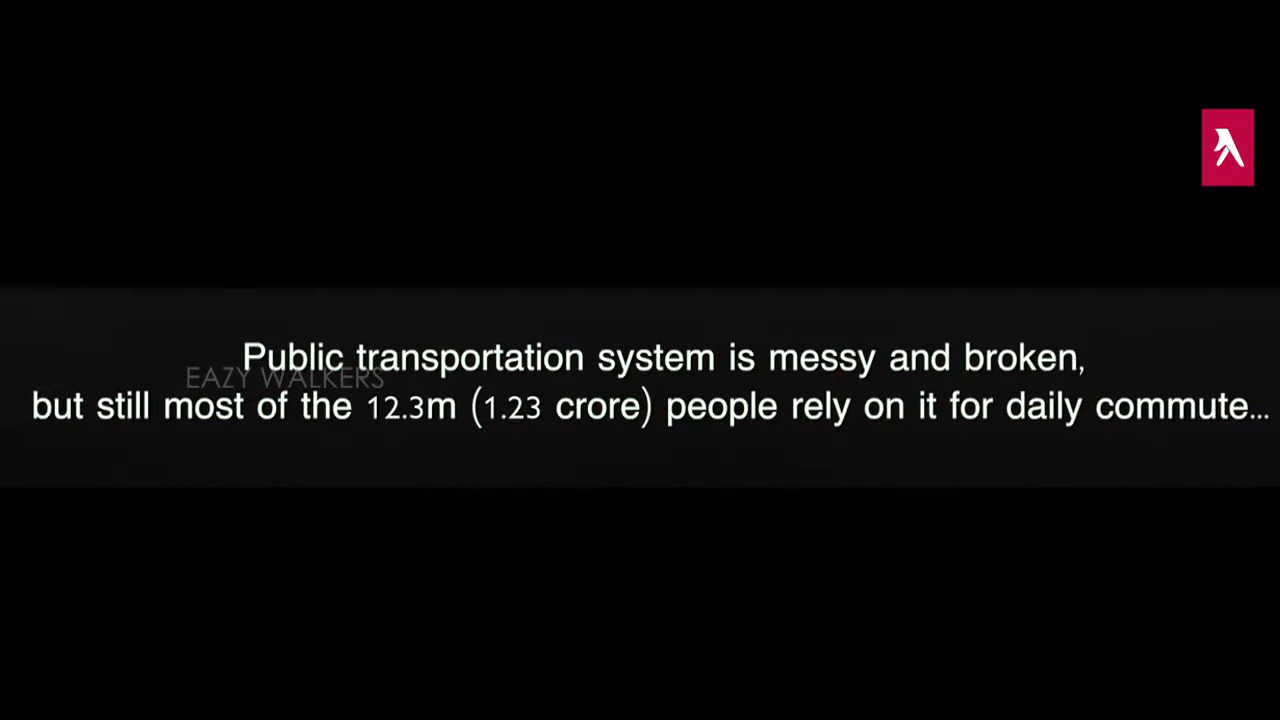 Public transportation system is messy and broken,
EAZY WALKERS
but still most of the 12.3m (1.23 crore) people rely on it for daily commute...